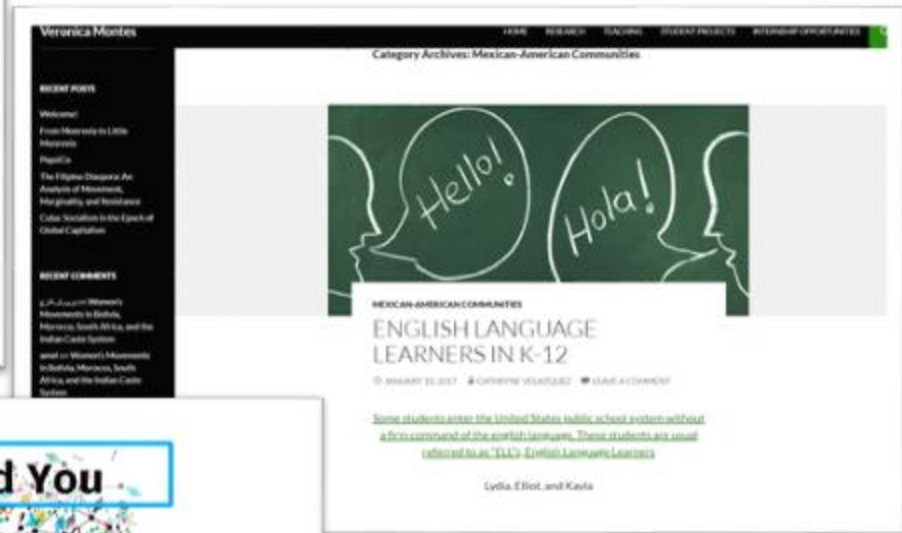 Veronica Montes
HOME RESEARCH TEACHING STUDENT PROJECTS INTERNSHIP OPPORTUNITIES
Category Archives: Mexican-American Communities
RECENT POSTS
Welcome!
From Monrovia to Little
Monrovia
PepsiCo
The Filipino Diaspora: An
Analysis of Movement,
Marginality, and Resistance
Cuba: Socialism in the Epoch of
Global Capitalism
RECENT COMMENTS
on Women's
Movements in Bolivia,
Morocco, South Africa, and the
Indian Caste System
amel on Women's Movements
in Bolivia, Morocco, South
Africa, and the Indian Caste
System
Hello!
Hola!
MEXICAN-AMERICAN COMMUNITIES
ENGLISH LANGUAGE
LEARNERS IN K-12
JANUARY 10, 2017 CATHRYNE VELAZQUEZ LEAVE A COMMENT
Some students enter the United States public school system without
a firm command of the english language. These students are usual
referred to as "ELL's, English Language Learners
Lydia, Elliot, and Kayla
d You